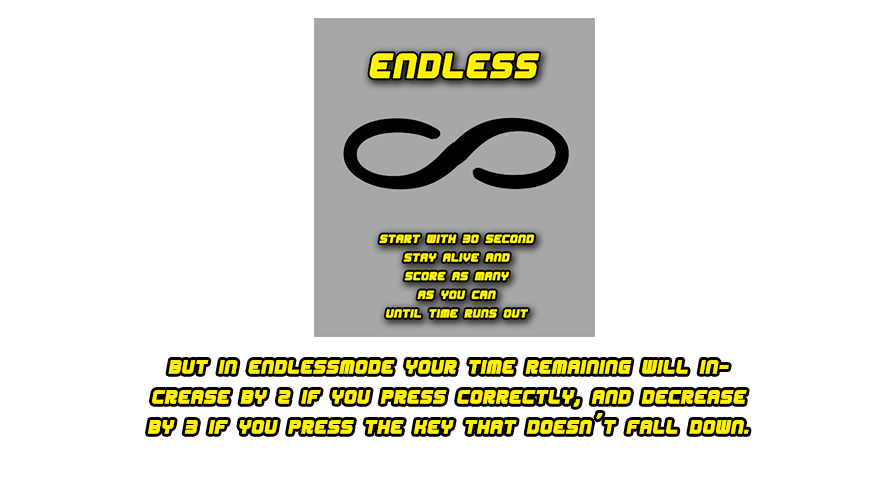 ENDLESS
START WITH 30 SECOND
STAY ALIVE AND
SCORE AS MANY
AS YOU CAN
UNTIL TIME RUNS OUT
BUT IN ENDLESSMODE YOUR TIME REMAINING WILL IN-
CREASE BY 2 IF YOU PRESS CORRECTLY, AND DECREASE
BY 3 IF YOU PRESS THE KEY THAT DOESN'T FALL DOWN.